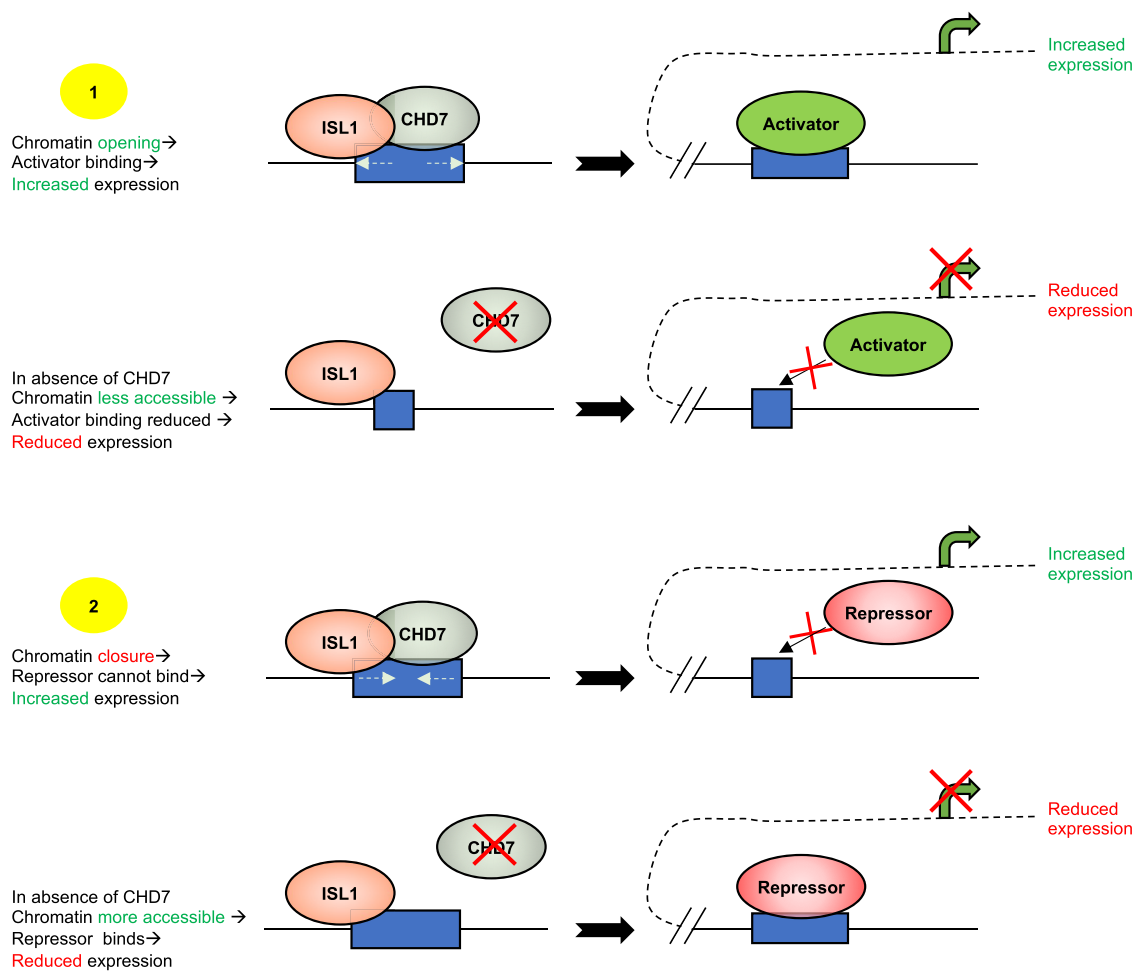 1
Chromatin opening→
Activator binding→
Increased expression
ISL1
CHD7
Activator
Increased
expression
In absence of CHD7
Chromatin less accessible →
Activator binding reduced →
Reduced expression
ISL1
CHD7
Activator
Reduced
expression
2
Chromatin closure→
Repressor cannot bind→
Increased expression
ISL1
CHD7
Repressor
Increased
expression
In absence of CHD7
Chromatin more accessible →
Repressor  binds→
Reduced expression
ISL1
CHD7
Repressor
Reduced
expression